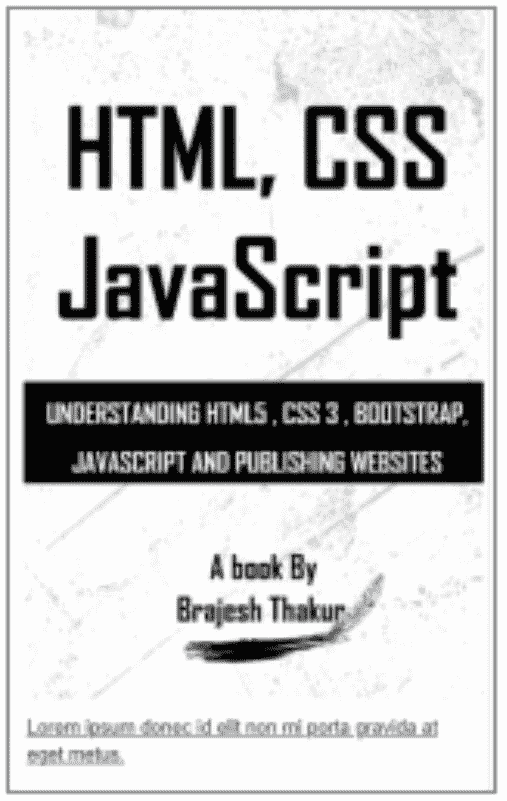 HTML, CSS
JavaScript
UNDERSTANDING HTML5 , CSS 3 , BOOTSTRAP,
JAVASCRIPT AND PUBLISHING WEBSITES
A book By
Brajesh Thakur
Lorem ipsum donec id elit non mi porta gravida at
eget metus.